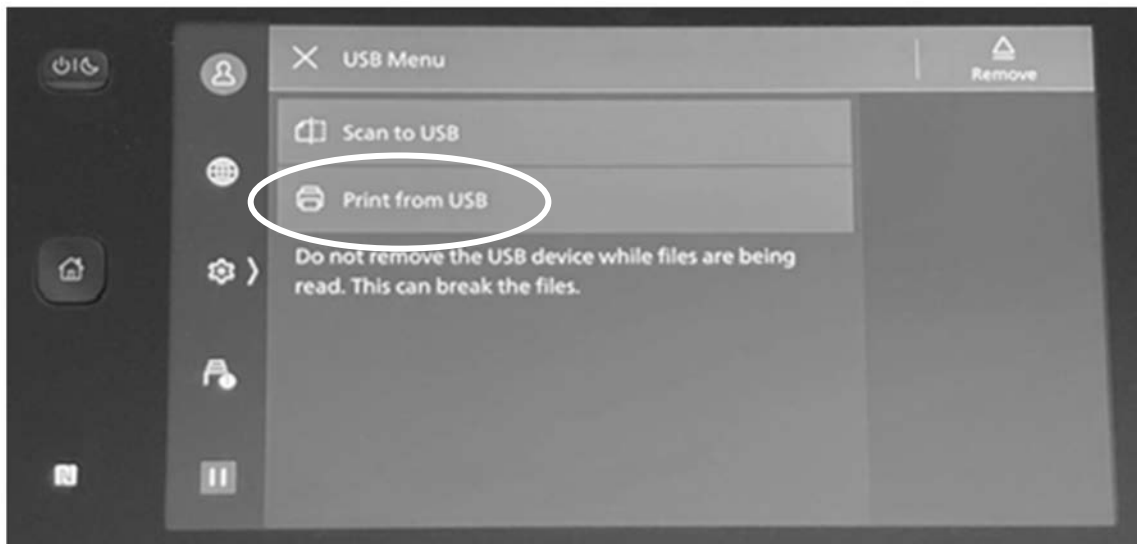 USB Menu
Remove
Scan to USB
Print from USB
Do not remove the USB device while files are being
read. This can break the files.